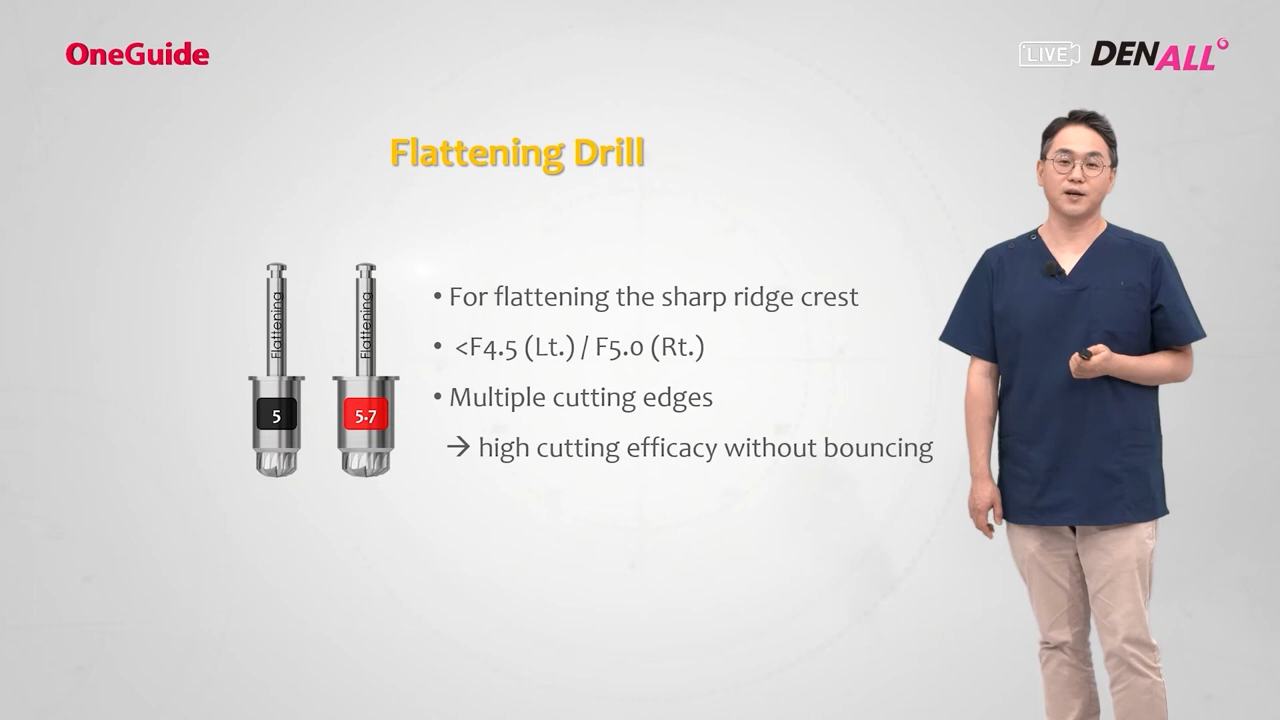 OneGuide
LIVE
DENALL
Flattening Drill
Flattening
Flattening
5
5.7
• For flattening the sharp ridge crest
• <F4.5 (Lt.) / F5.0 (Rt.)
• Multiple cutting edges
→ high cutting efficacy without bouncing